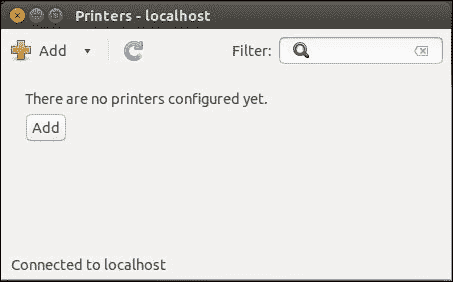 Printers - localhost
Add Filter:
There are no printers configured yet.
Add
Connected to localhost